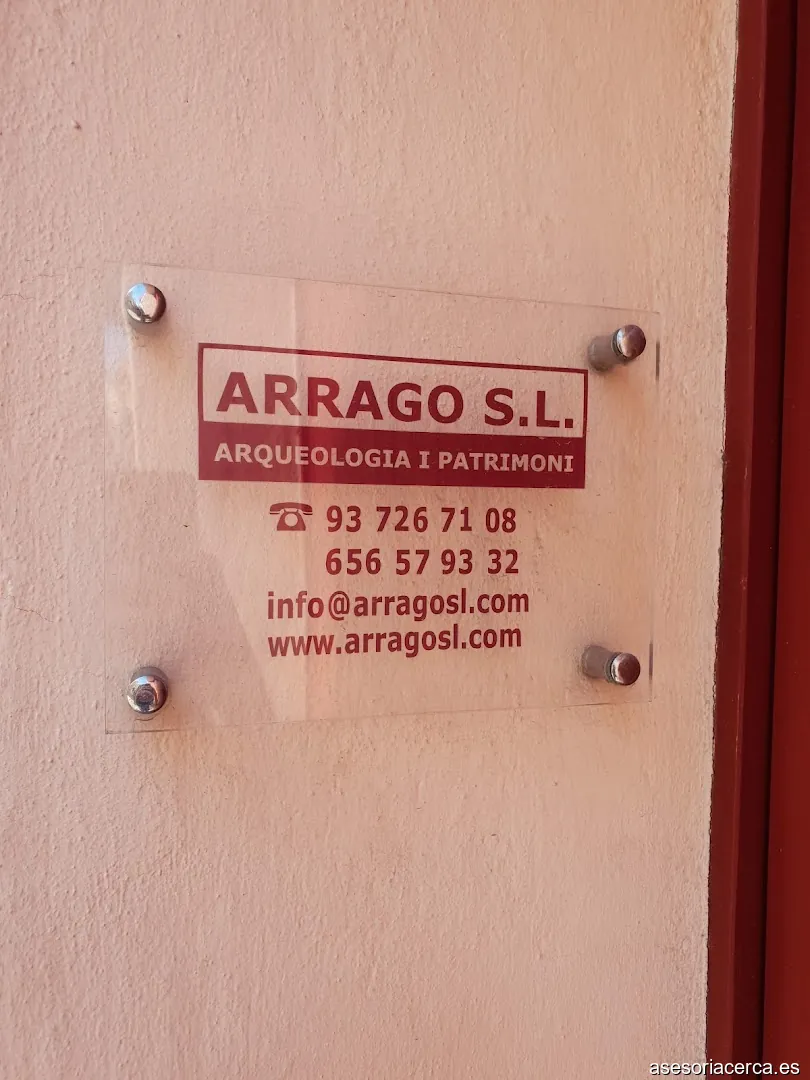 ARRAGO S.L.
ARQUEOLOGIA I PATRIMONI
☎ 93 726 71 08
656 57 93 32
info@arragosl.com
www.arragosl.com
asesoriacerca.es